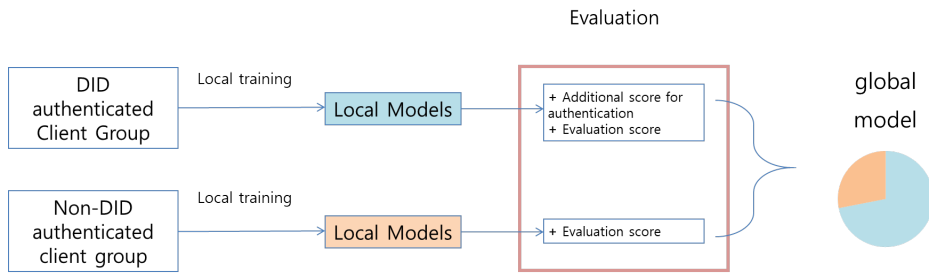 Evaluation
DID
authenticated
Client Group
Local training
Local Models
+ Additional score for
authentication
+ Evaluation score
global
model
Non-DID
authenticated
client group
Local training
Local Models
+ Evaluation score